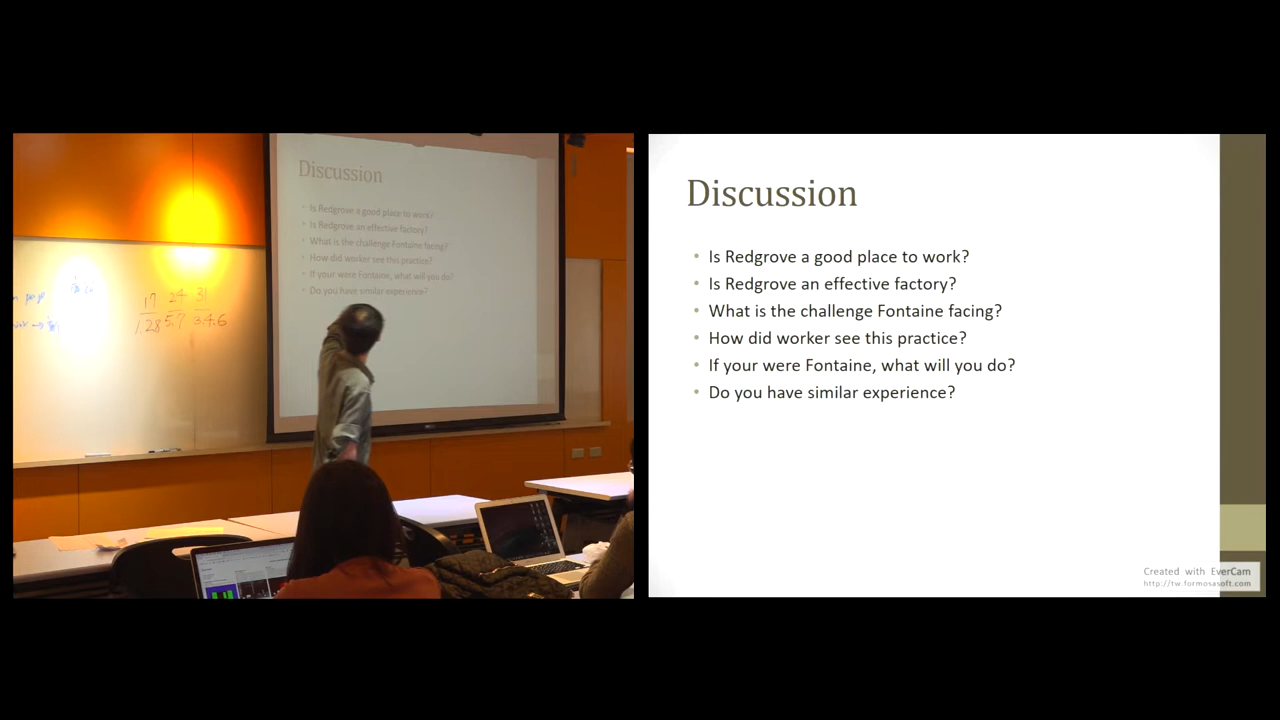 Discussion
Is Redgrove a good place to work?
Is Redgrove an effective factory?
What is the challenge Fontaine facing?
How did worker see this practice?
If your were Fontaine, what will you do?
Do you have similar experience?
17 24 31
1.28 5.7 3.4.6
Discussion
• Is Redgrove a good place to work?
• Is Redgrove an effective factory?
• What is the challenge Fontaine facing?
• How did worker see this practice?
• If your were Fontaine, what will you do?
• Do you have similar experience?
Created with EverCam
http://tw.formosasoft.com